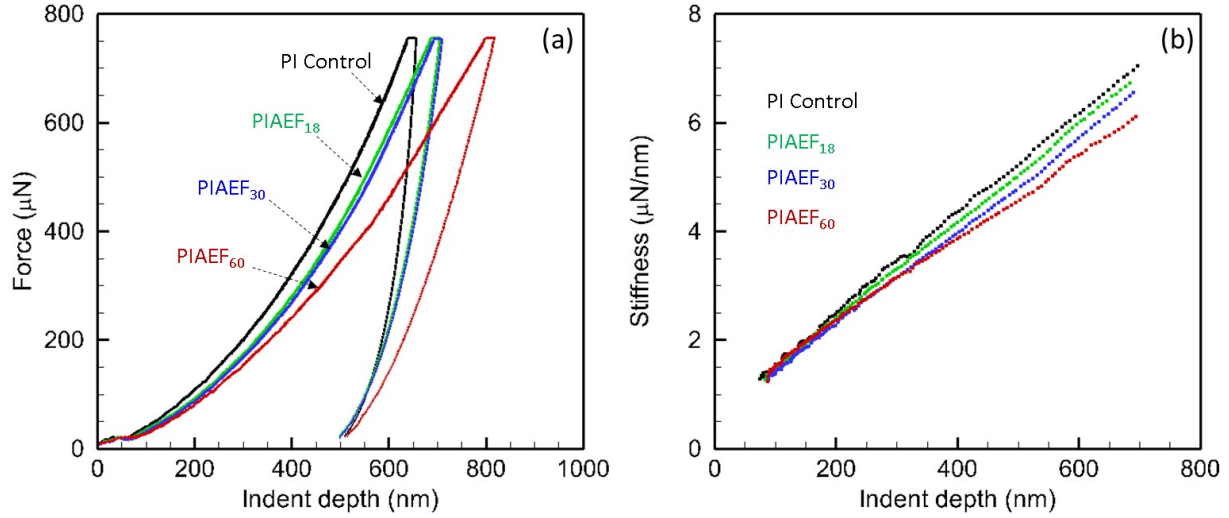 (a)
PI Control
PIAEF₁₈
PIAEF₃₀
PIAEF₆₀
Force (μN)
800
600
400
200
0
0 200 400 600 800 1000
Indent depth (nm)
(b)
PI Control
PIAEF₁₈
PIAEF₃₀
PIAEF₆₀
Stiffness (μN/nm)
8
6
4
2
0
0 200 400 600 800
Indent depth (nm)